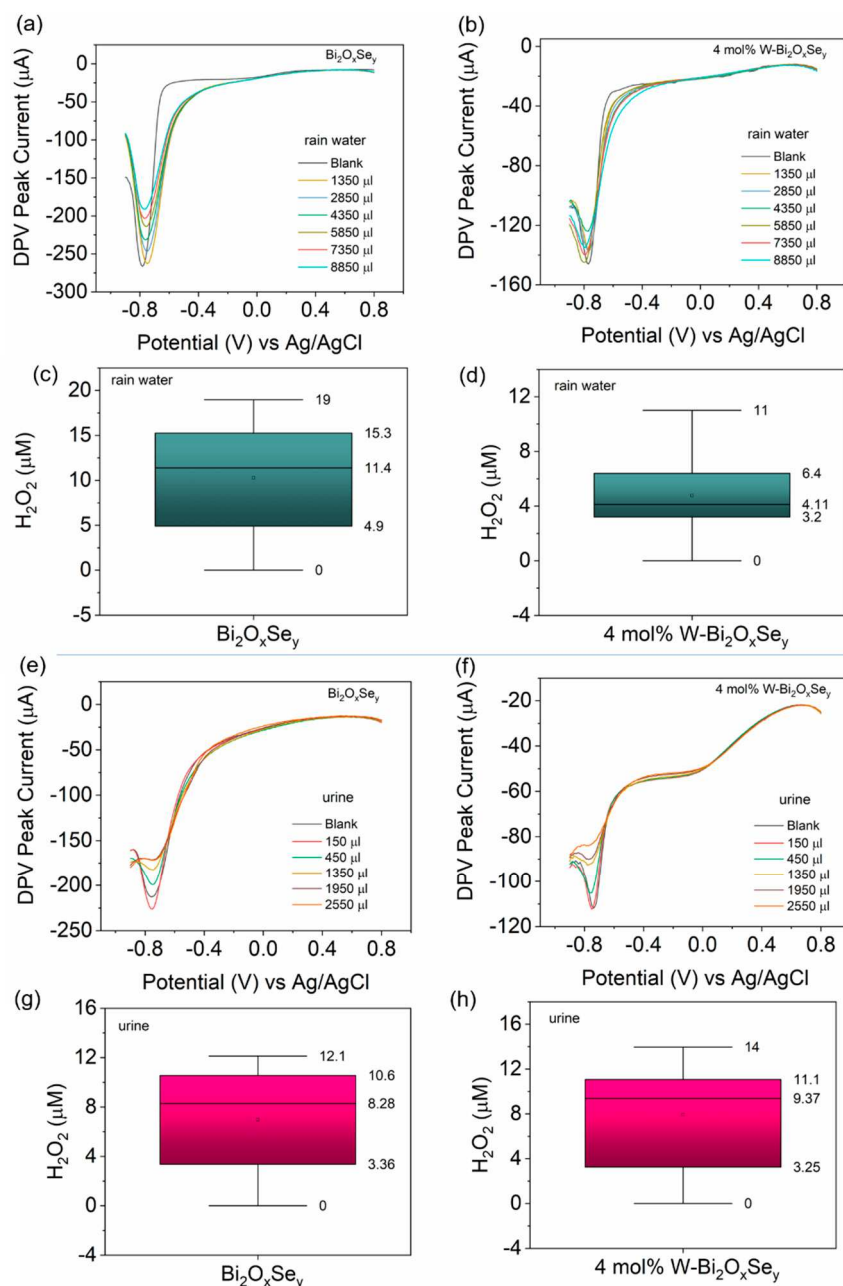 (a)
Bi₂OₓSeᵧ
DPV Peak Current (μA)
0
-50
-100
-150
-200
-250
-300
rain water
Blank
1350 μl
2850 μl
4350 μl
5850 μl
7350 μl
8850 μl
-0.8 -0.4 0.0 0.4 0.8
Potential (V) vs Ag/AgCl
(b)
4 mol% W-Bi₂OₓSeᵧ
DPV Peak Current (μA)
0
-40
-80
-120
-160
rain water
Blank
1350 μl
2850 μl
4350 μl
5850 μl
7350 μl
8850 μl
-0.8 -0.4 0.0 0.4 0.8
Potential (V) vs Ag/AgCl
(c)
rain water
H₂O₂ (μM)
20
15
10
5
0
-5
19
15.3
11.4
4.9
0
Bi₂OₓSeᵧ
(d)
rain water
H₂O₂ (μM)
12
8
4
0
-4
11
6.4
4.11
3.2
0
4 mol% W-Bi₂OₓSeᵧ
(e)
Bi₂OₓSeᵧ
DPV Peak Current (μA)
0
-50
-100
-150
-200
-250
urine
Blank
150 μl
450 μl
1350 μl
1950 μl
2550 μl
-0.8 -0.4 0.0 0.4 0.8
Potential (V) vs Ag/AgCl
(f)
4 mol% W-Bi₂OₓSeᵧ
DPV Peak Current (μA)
-20
-40
-60
-80
-100
-120
urine
Blank
150 μl
450 μl
1350 μl
1950 μl
2550 μl
-0.8 -0.4 0.0 0.4 0.8
Potential (V) vs Ag/AgCl
(g)
urine
H₂O₂ (μM)
16
12
8
4
0
-4
12.1
10.6
8.28
3.36
0
Bi₂OₓSeᵧ
(h)
urine
H₂O₂ (μM)
16
12
8
4
0
-4
14
11.1
9.37
3.25
0
4 mol% W-Bi₂OₓSeᵧ